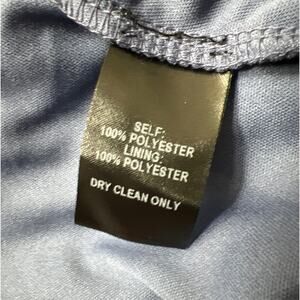 SELF:
100% POLYESTER
LINING:
100% POLYESTER
DRY CLEAN ONLY